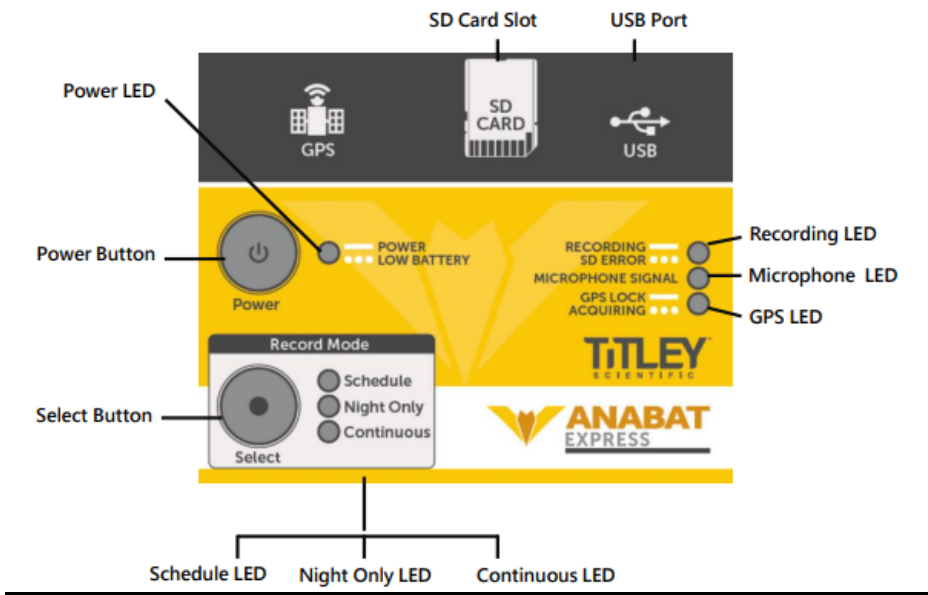 SD Card Slot
USB Port
Power LED
SD
CARD
GPS
USB
Power Button
POWER
LOW BATTERY
RECORDING
SD ERROR
MICROPHONE SIGNAL
GPS LOCK
ACQUIRING
Recording LED
Microphone LED
GPS LED
Power
Record Mode
Schedule
Night Only
Continuous
Select
Select Button
TiTLEY
SCIENTIFIC
ANABAT
EXPRESS
Schedule LED
Night Only LED
Continuous LED